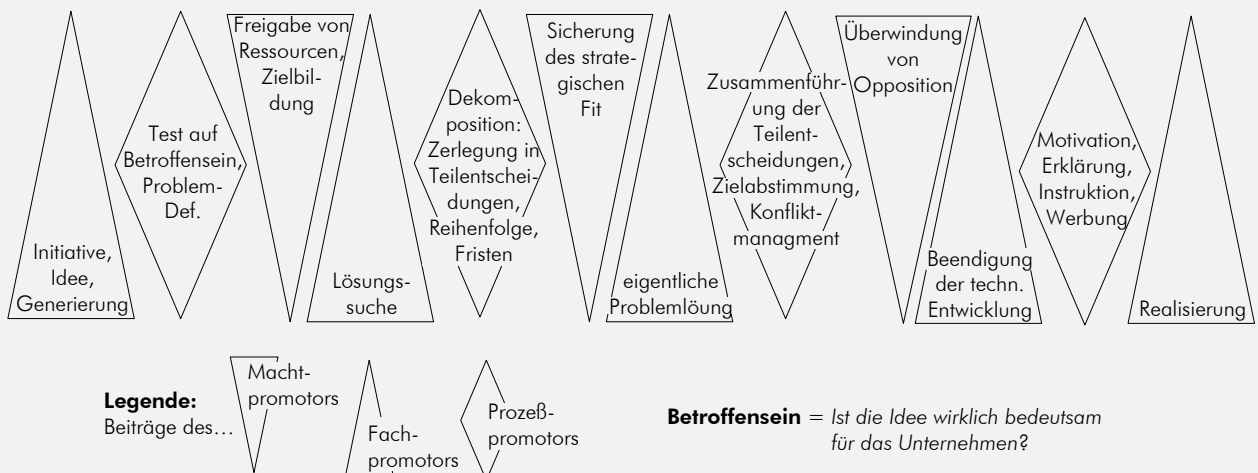 Initiative,
Idee,
Generierung
Test auf
Betroffensein,
Problem-
Def.
Freigabe von
Ressourcen,
Zielbil-
dung
Lösungs-
suche
Dekom-
position:
Zerlegung in
Teilentschei-
dungen,
Reihenfolge,
Fristen
Sicherung
des strate-
gischen
Fit
eigentliche
Problemlöung
Zusammenführ-
ung der
Teilent-
scheidungen,
Zielabstimmung,
Konflikt-
managment
Überwindung
von
Opposition
Beendigung
der techn.
Entwicklung
Motivation,
Erklärung,
Instruktion,
Werbung
Realisierung
Legende:
Beiträge des...
Macht-
promotors
Fach-
promotors
Prozeß-
promotors
Betroffensein = Ist die Idee wirklich bedeutsam
für das Unternehmen?